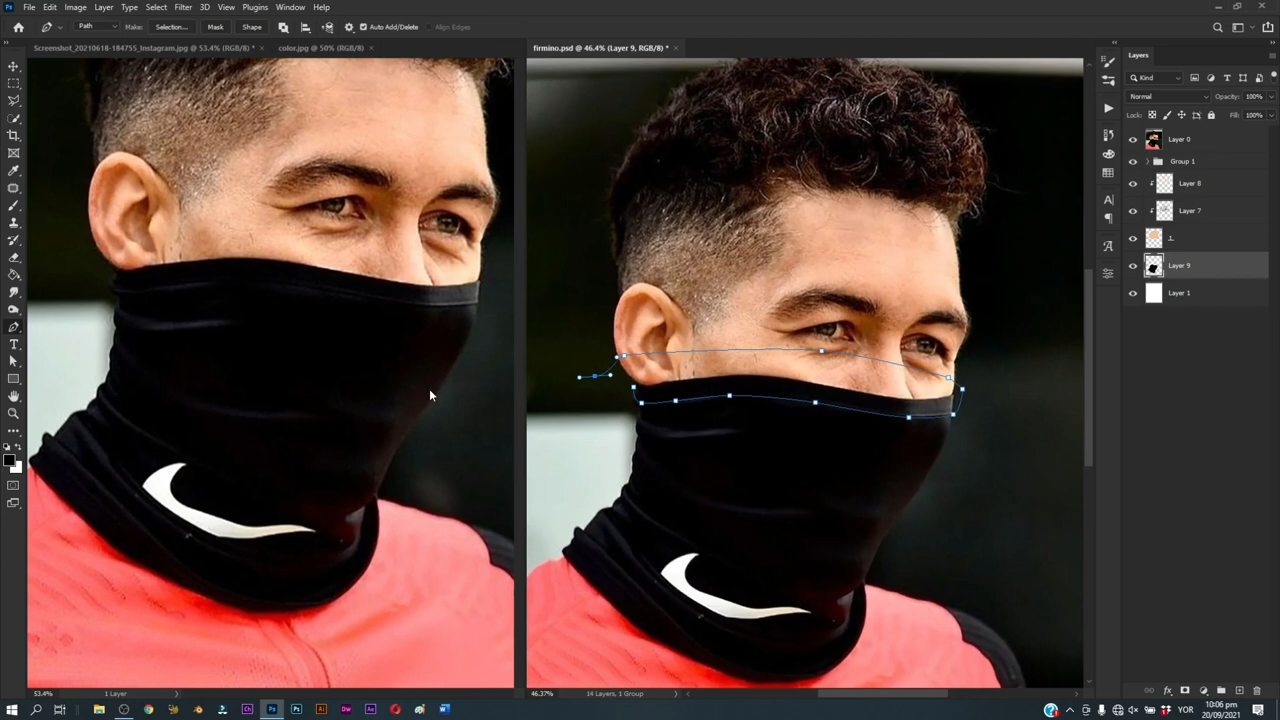 Ps File Edit Image Layer Type Select Filter 3D View Plugins Window Help
Path Make: Selection... Mask Shape Auto Add/Delete Align Edges
Screenshot_20210618-184755_Instagram.jpg @ 53.4% (RGB/8) * × color.jpg @ 50% (RGB/8) ×
firmino.psd @ 46.4% (Layer 9, RGB/8) * ×
Layers
Kind
Normal Opacity: 100%
Lock: Fill: 100%
Layer 0
Group 1
Layer 8
Layer 7
Layer 9
Layer 1
53.4% 1 Layer
46.37% 14 Layers, 1 Group
YOR 10:06 pm
20/09/2021